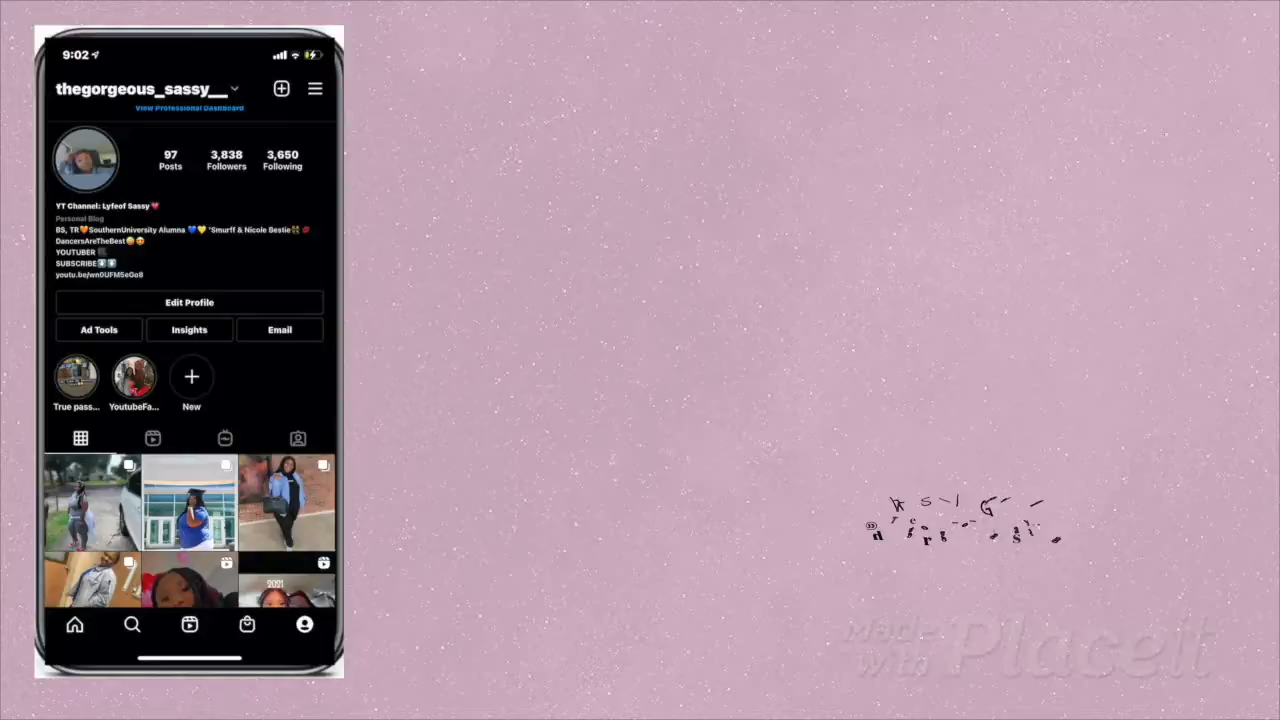 9:02
thegorgeous_sassy__
View Professional Dashboard
97 3,838 3,650
Posts Followers Following
YT Channel: Lyfeof Sassy❤️
Personal Blog
BS, TR🧡SouthernUniversity Alumna 💙💛 'Smurff & Nicole Bestie👯💋
DancersAreTheBest😄😍
YOUTUBER 🎥
SUBSCRIBE⬇️⬇️
youtu.be/wn0UFM5eGo8
Edit Profile
Ad Tools Insights Email
True pass... YoutubeFa... New
2021
Made with Placeit